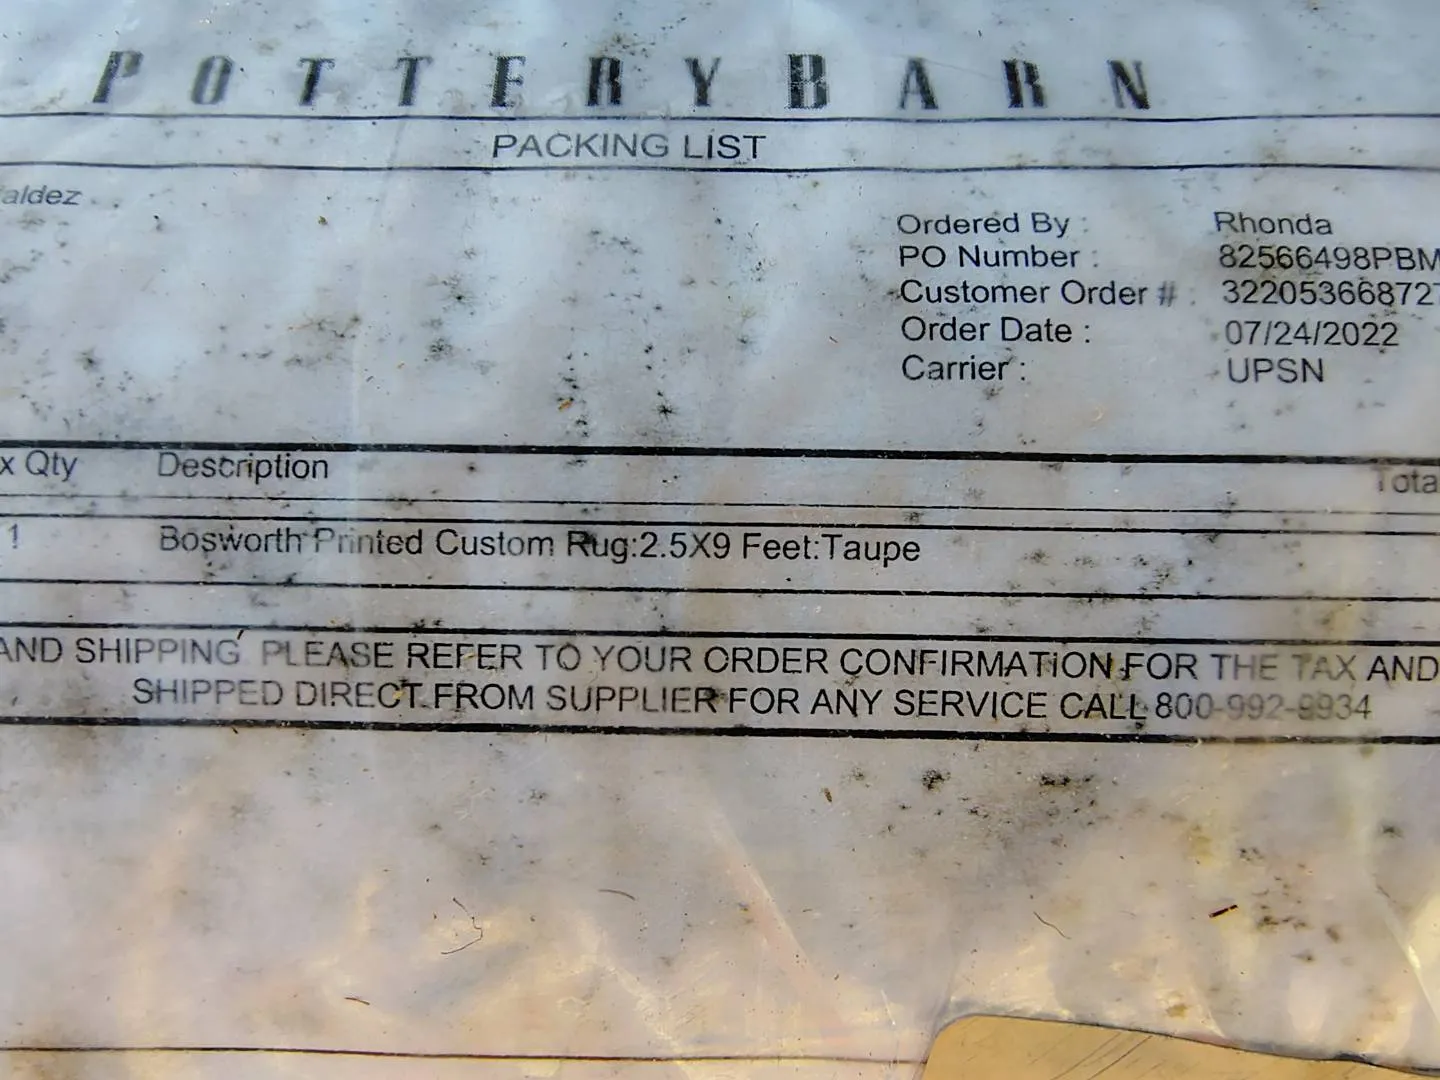 POTTERYBARN
PACKING LIST
aldez
Ordered By : Rhonda
PO Number : 82566498PBM
Customer Order # : 322053668727
Order Date : 07/24/2022
Carrier : UPSN
x Qty Description Tota
1 Bosworth Printed Custom Rug:2.5X9 Feet:Taupe
AND SHIPPING PLEASE REFER TO YOUR ORDER CONFIRMATION FOR THE TAX AND
SHIPPED DIRECT FROM SUPPLIER FOR ANY SERVICE CALL 800-992-9934